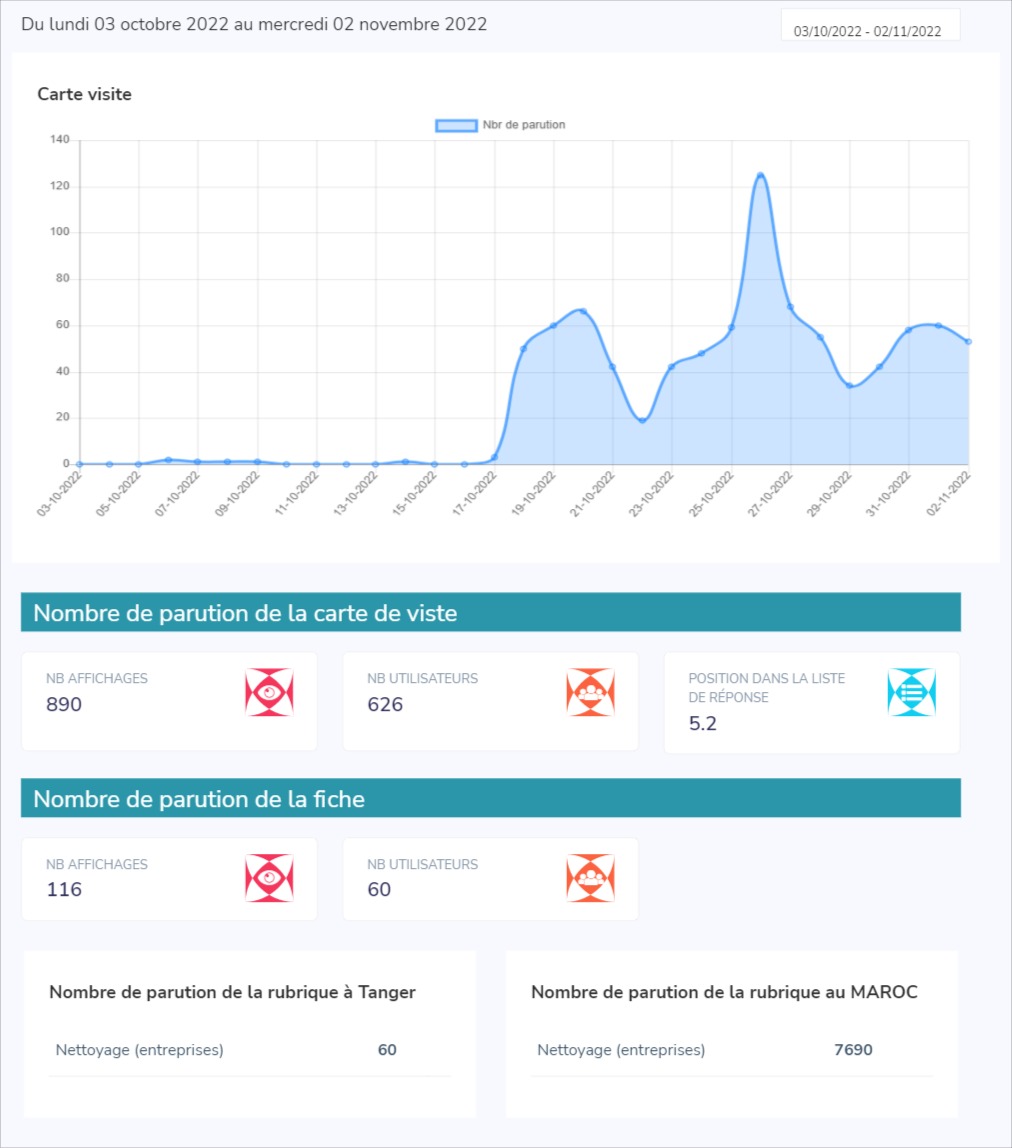 Du lundi 03 octobre 2022 au mercredi 02 novembre 2022
03/10/2022 - 02/11/2022
Carte visite
Nbr de parution
140
120
100
80
60
40
20
0
03-10-2022
05-10-2022
07-10-2022
09-10-2022
11-10-2022
13-10-2022
15-10-2022
17-10-2022
19-10-2022
21-10-2022
23-10-2022
25-10-2022
27-10-2022
29-10-2022
31-10-2022
02-11-2022
Nombre de parution de la carte de viste
NB AFFICHAGES
890
NB UTILISATEURS
626
POSITION DANS LA LISTE
DE RÉPONSE
5.2
Nombre de parution de la fiche
NB AFFICHAGES
116
NB UTILISATEURS
60
Nombre de parution de la rubrique à Tanger
Nettoyage (entreprises) 60
Nombre de parution de la rubrique au MAROC
Nettoyage (entreprises) 7690